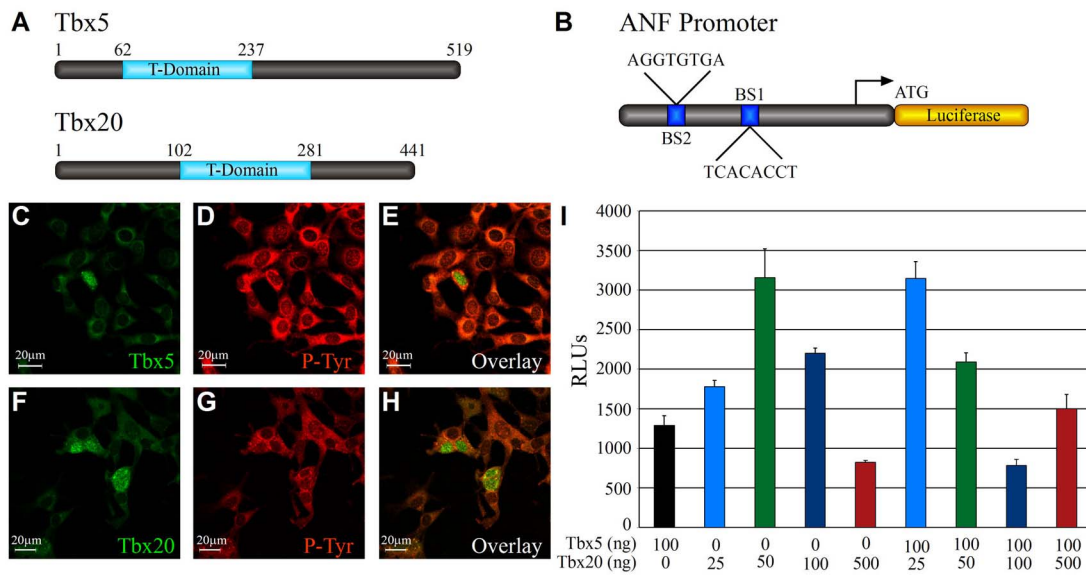 A
Tbx5
1 62 237 519
T-Domain
Tbx20
1 102 281 441
T-Domain
B
ANF Promoter
AGGTGTGA
BS1
ATG
Luciferase
BS2
TCACACCT
C
20µm
Tbx5
D
20µm
P-Tyr
E
20µm
Overlay
F
20µm
Tbx20
G
20µm
P-Tyr
H
20µm
Overlay
I
4000
3500
3000
2500
2000
1500
1000
500
0
RLUs
Tbx5 (ng) 100 0 0 0 0 100 100 100 100
Tbx20 (ng) 0 25 50 100 500 25 50 100 500